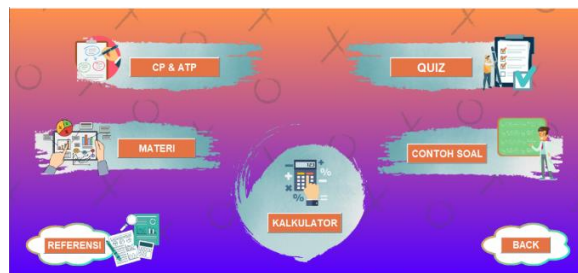 CP & ATP
QUIZ
MATERI
CONTOH SOAL
KALKULATOR
REFERENSI
BACK